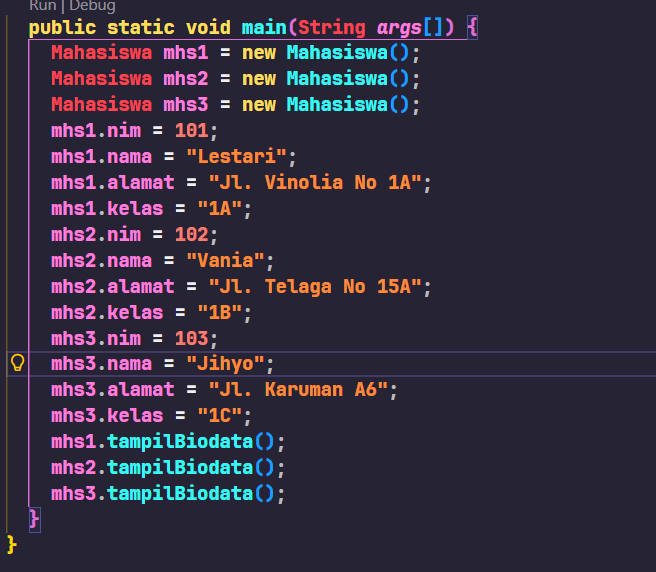 Run | Debug
public static void main(String args[]) {
Mahasiswa mhs1 = new Mahasiswa();
Mahasiswa mhs2 = new Mahasiswa();
Mahasiswa mhs3 = new Mahasiswa();
mhs1.nim = 101;
mhs1.nama = "Lestari";
mhs1.alamat = "Jl. Vinolia No 1A";
mhs1.kelas = "1A";
mhs2.nim = 102;
mhs2.nama = "Vania";
mhs2.alamat = "Jl. Telaga No 15A";
mhs2.kelas = "1B";
mhs3.nim = 103;
mhs3.nama = "Jihyo";
mhs3.alamat = "Jl. Karuman A6";
mhs3.kelas = "1C";
mhs1.tampilBiodata();
mhs2.tampilBiodata();
mhs3.tampilBiodata();
}
}